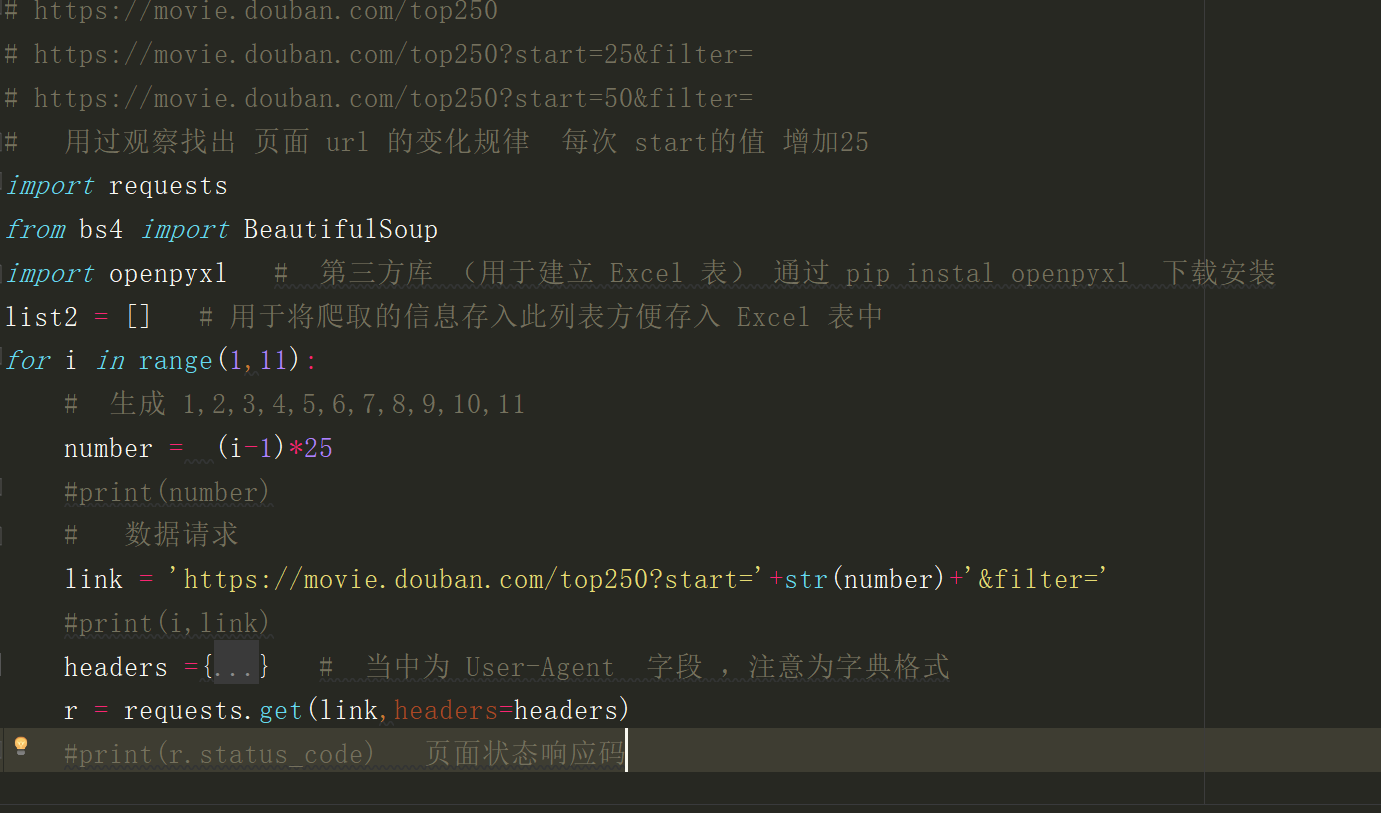 # https://movie.douban.com/top250
# https://movie.douban.com/top250?start=25&filter=
# https://movie.douban.com/top250?start=50&filter=
#   用过观察找出 页面 url 的变化规律  每次 start的值 增加25
import requests
from bs4 import BeautifulSoup
import openpyxl   #  第三方库 （用于建立 Excel 表） 通过 pip instal openpyxl  下载安装
list2 = []   # 用于将爬取的信息存入此列表方便存入 Excel 表中
for i in range(1,11):
    #  生成 1,2,3,4,5,6,7,8,9,10,11
    number =  (i-1)*25
    #print(number)
    #   数据请求
    link = 'https://movie.douban.com/top250?start='+str(number)+'&filter='
    #print(i,link)
    headers ={...}   #  当中为 User-Agent  字段 ，注意为字典格式
    r = requests.get(link,headers=headers)
    #print(r.status_code)   页面状态响应码